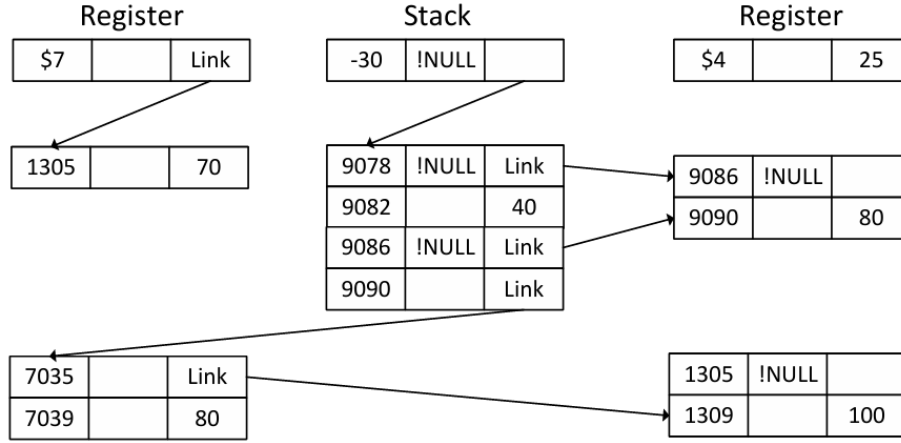 Register Stack Register
$7 Link -30 !NULL $4 25
1305 70 9078 !NULL Link 9086 !NULL
9082 40 9090 80
9086 !NULL Link
9090 Link
7035 Link 1305 !NULL
7039 80 1309 100